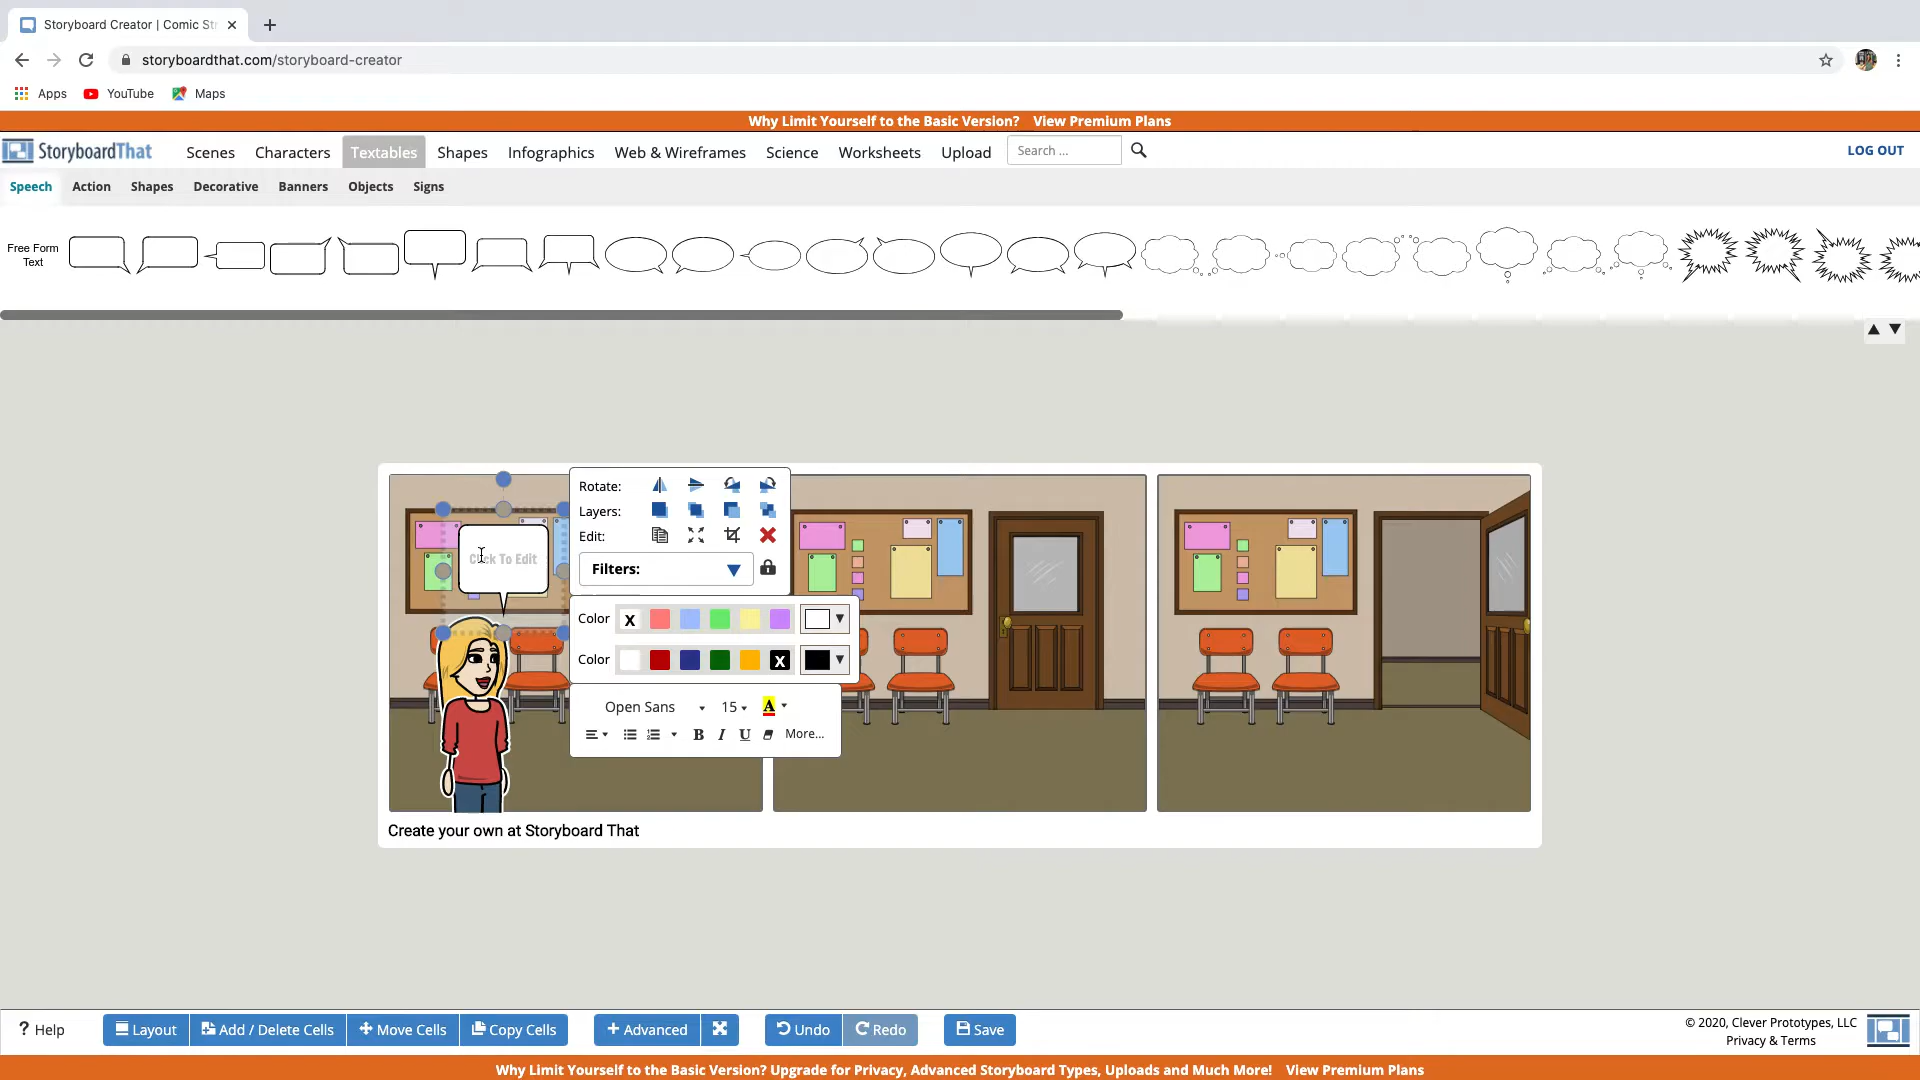 Storyboard Creator | Comic St
storyboardthat.com/storyboard-creator
Apps YouTube Maps
Why Limit Yourself to the Basic Version? View Premium Plans
StoryboardThat Scenes Characters Textables Shapes Infographics Web & Wireframes Science Worksheets Upload Search ... LOG OUT
Speech Action Shapes Decorative Banners Objects Signs
Free Form
Text
Click To Edit
Rotate:
Layers:
Edit:
Filters:
Color X
Color X
Open Sans 15 A
B I U More...
Create your own at Storyboard That
? Help Layout Add / Delete Cells Move Cells Copy Cells + Advanced Undo Redo Save
© 2020, Clever Prototypes, LLC
Privacy & Terms
Why Limit Yourself to the Basic Version? Upgrade for Privacy, Advanced Storyboard Types, Uploads and Much More! View Premium Plans